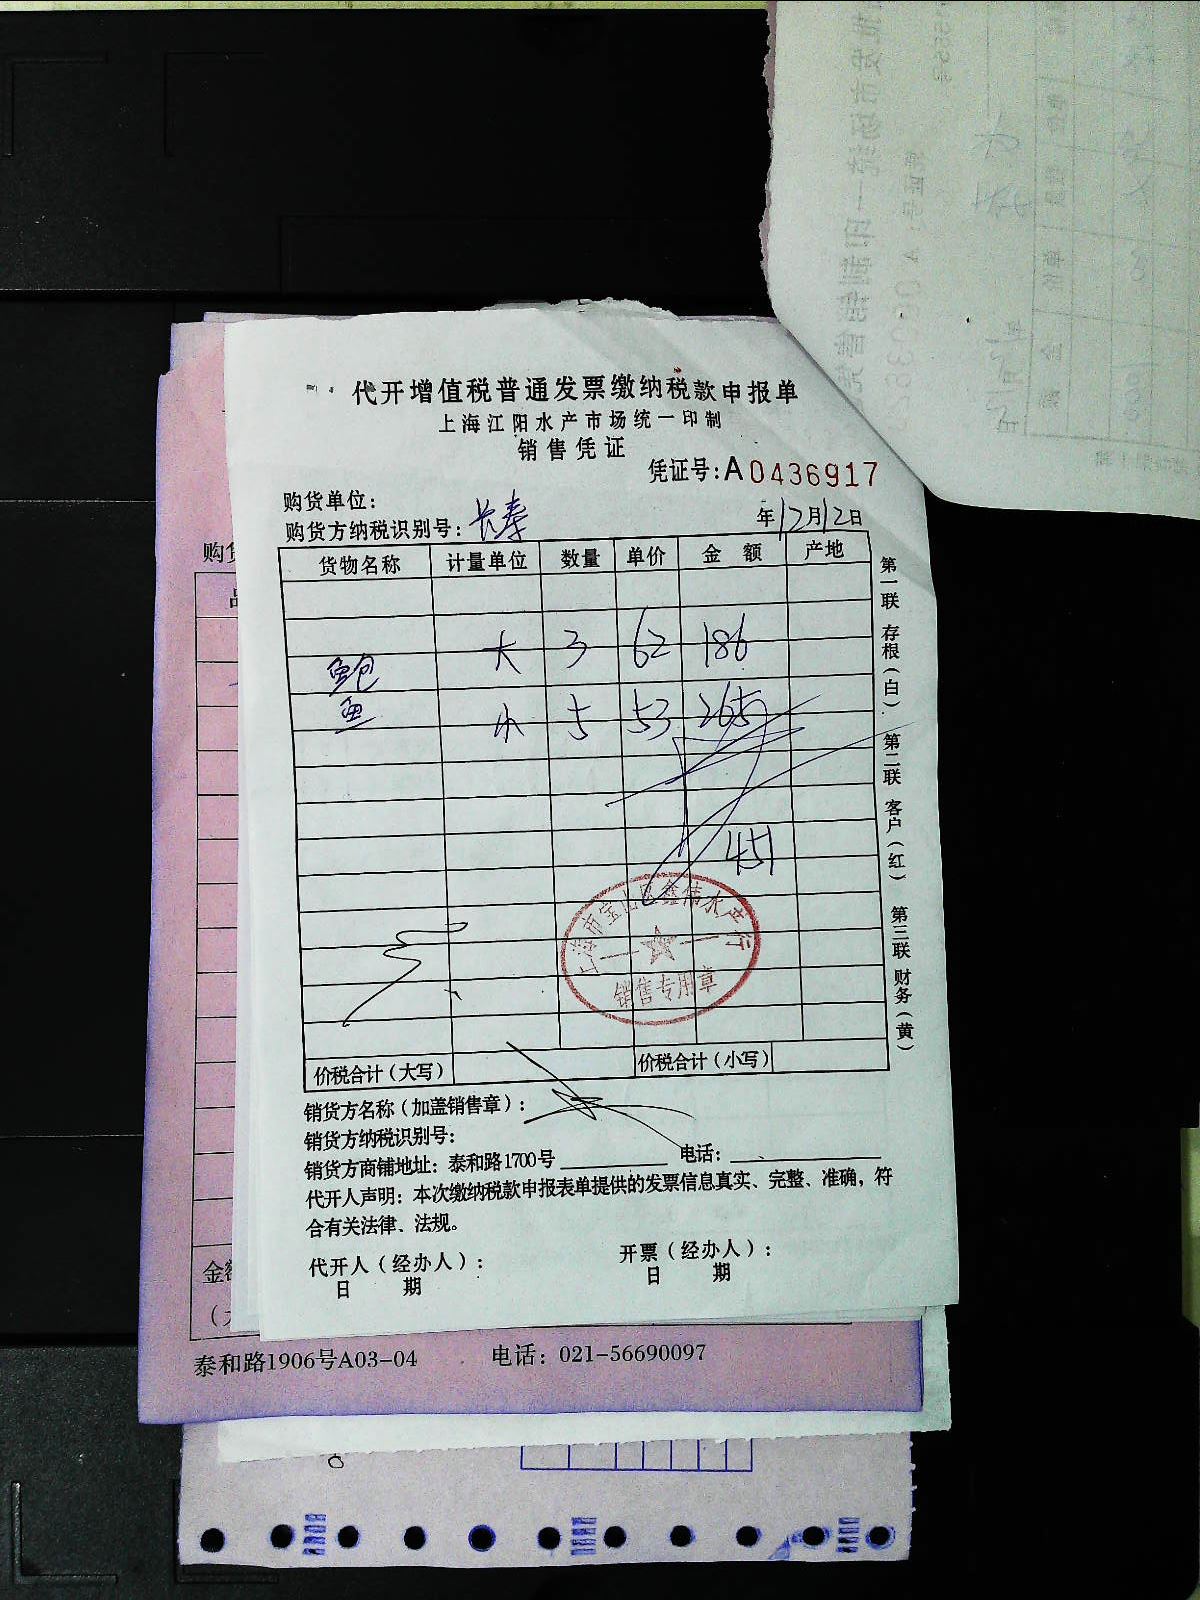 代开增值税普通发票缴纳税款申报单
上海江阳水产市场统一印制
销售凭证
凭证号:A0436917
购货单位:
购货方纳税识别号: 长寿
年12月12日
货物名称 计量单位 数量 单价 金额 产地
鲍 大 3 62 186
鱼 小 5 53 265
451
上海市宝山区鑫伟水产行
销售专用章
价税合计(大写) 价税合计(小写)
销货方名称(加盖销售章):
销货方纳税识别号:
销货方商铺地址: 泰和路1700号 电话:
代开人声明: 本次缴纳税款申报表单提供的发票信息真实、完整、准确,符
合有关法律、法规。
代开人(经办人): 开票(经办人):
日期 日期
第一联 存根(白) 第二联 客户(红) 第三联 财务(黄)
购货
金额
泰和路1906号A03-04 电话: 021-56690097